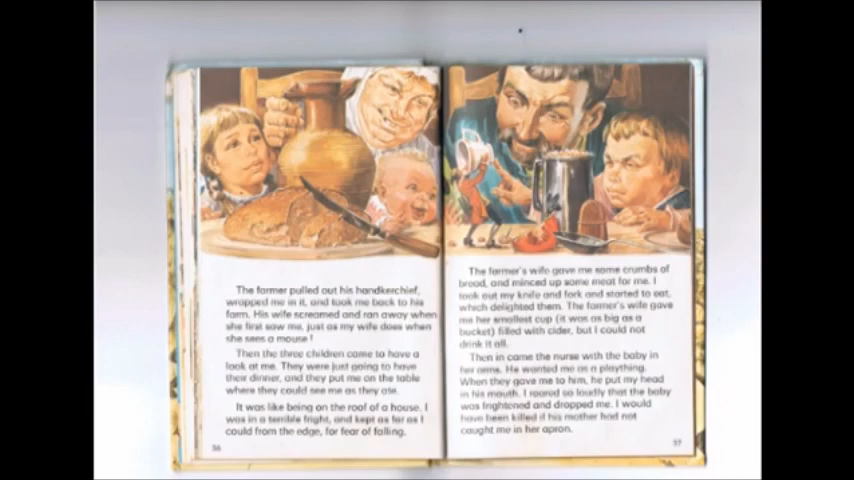 The farmer pulled out his handkerchief,
wrapped me in it, and took me back to his
farm. His wife screamed and ran away when
she first saw me, just as my wife does when
she sees a mouse!
Then the three children came to have a
look at me. They were just going to have
their dinner, and they put me on the table
where they could see me as they ate.
It was like being on the roof of a house. I
was in a terrible fright, and kept as far as I
could from the edge, for fear of falling.
56
The farmer's wife gave me some crumbs of
bread, and minced up some meat for me. I
took out my knife and fork and started to eat,
which delighted them. The farmer's wife gave
me her smallest cup (it was as big as a
bucket) filled with cider, but I could not
drink it all.
Then in came the nurse with the baby in
her arms. He wanted me as a plaything.
When they gave me to him, he put my head
in his mouth. I roared so loudly that the baby
was frightened and dropped me. I would
have been killed if his mother had not
caught me in her apron.
57